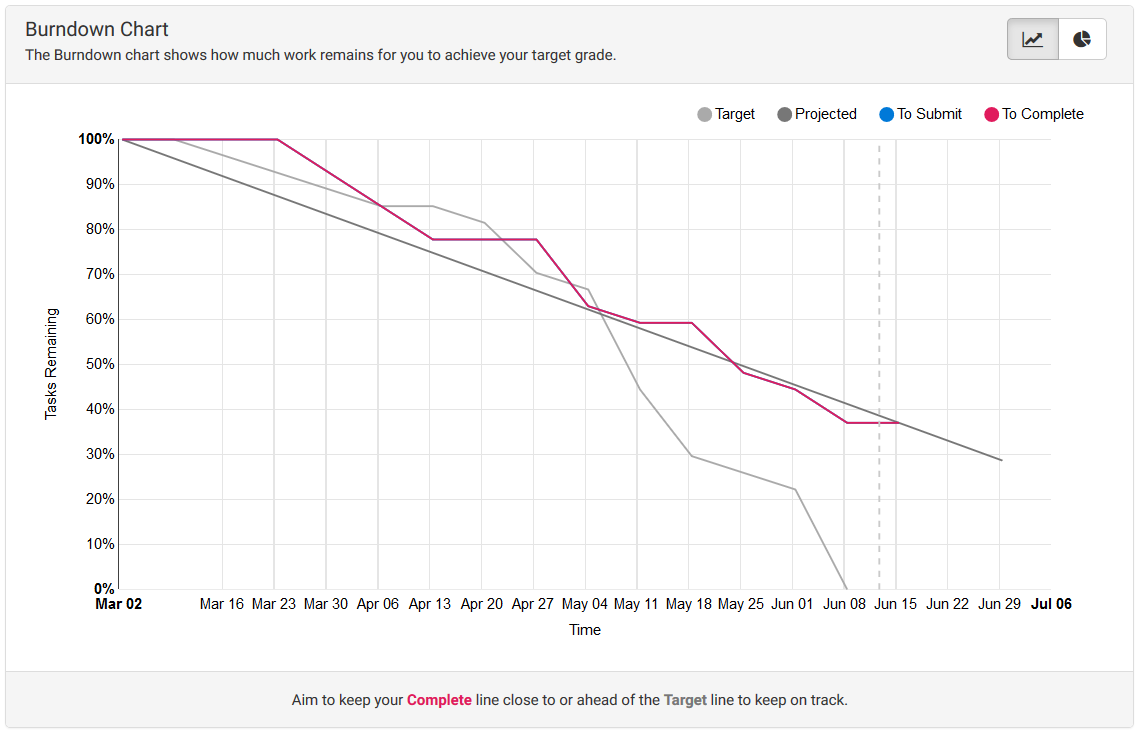 Burndown Chart
The Burndown chart shows how much work remains for you to achieve your target grade.
Target Projected To Submit To Complete
100%
90%
80%
70%
60%
50%
40%
30%
20%
10%
0%
Tasks Remaining
Mar 02 Mar 16 Mar 23 Mar 30 Apr 06 Apr 13 Apr 20 Apr 27 May 04 May 11 May 18 May 25 Jun 01 Jun 08 Jun 15 Jun 22 Jun 29 Jul 06
Time
Aim to keep your Complete line close to or ahead of the Target line to keep on track.